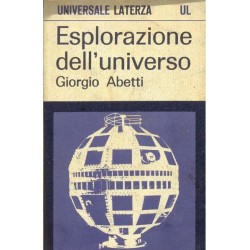 UNIVERSALE LATERZA UL
Esplorazione
dell'universo
Giorgio Abetti